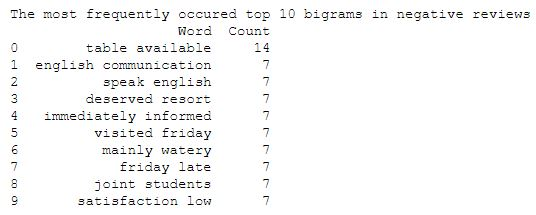 The most frequently occured top 10 bigrams in negative reviews
Word Count
0 table available 14
1 english communication 7
2 speak english 7
3 deserved resort 7
4 immediately informed 7
5 visited friday 7
6 mainly watery 7
7 friday late 7
8 joint students 7
9 satisfaction low 7